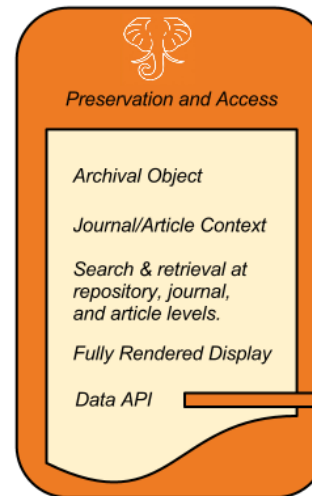 Preservation and Access
Archival Object
Journal/Article Context
Search & retrieval at
repository, journal,
and article levels.
Fully Rendered Display
Data API